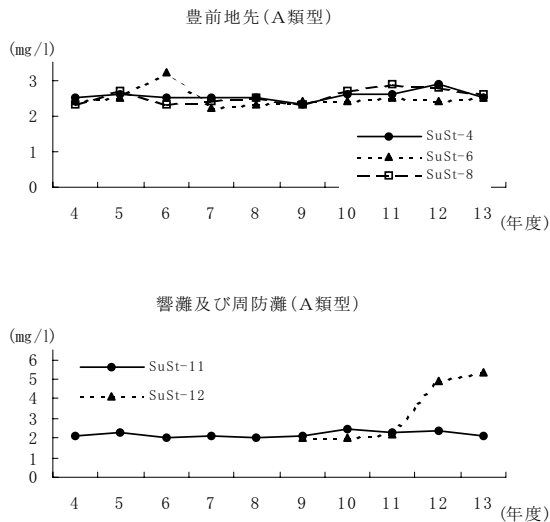 豊前地先(A類型)
(mg/l)
3
2
1
0
SuSt-4
SuSt-6
SuSt-8
4 5 6 7 8 9 10 11 12 13
(年度)
響灘及び周防灘(A類型)
(mg/l)
6
5
4
3
2
1
0
SuSt-11
SuSt-12
4 5 6 7 8 9 10 11 12 13
(年度)